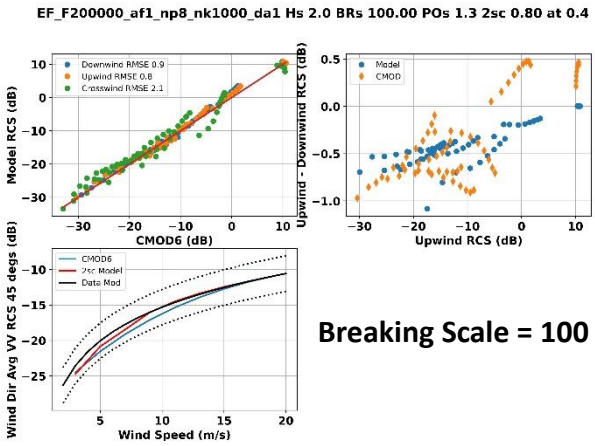 EF_F200000_af1_np8_nk1000_da1 Hs 2.0 BRs 100.00 POs 1.3 2sc 0.80 at 0.4
Model RCS (dB)
10
0
−10
−20
−30
Downwind RMSE 0.9
Upwind RMSE 0.8
Crosswind RMSE 2.1
−30 −20 −10 0 10
CMOD6 (dB)
Upwind - Downwind RCS (dB)
0.5
0.0
−0.5
−1.0
Model
CMOD
−30 −20 −10 0 10
Upwind RCS (dB)
Wind Dir Avg VV RCS 45 degs (dB)
−10
−15
−20
−25
CMOD6
2sc Model
Data Mod
5 10 15 20
Wind Speed (m/s)
Breaking Scale = 100